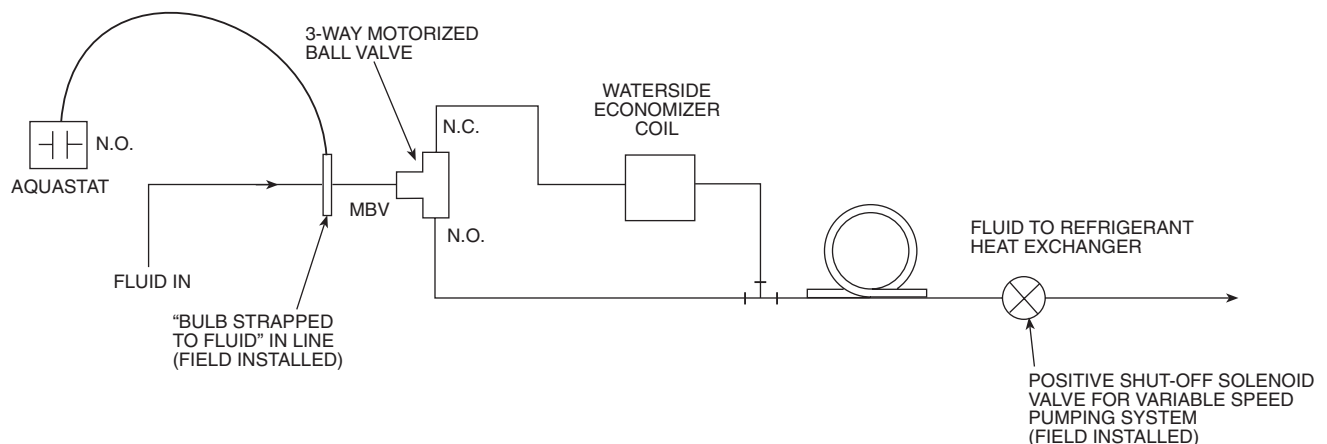 3-WAY MOTORIZED
BALL VALVE
N.O.
AQUASTAT
N.C.
WATERSIDE
ECONOMIZER
COIL
MBV
N.O.
FLUID IN
"BULB STRAPPED
TO FLUID" IN LINE
(FIELD INSTALLED)
FLUID TO REFRIGERANT
HEAT EXCHANGER
POSITIVE SHUT-OFF SOLENOID
VALVE FOR VARIABLE SPEED
PUMPING SYSTEM
(FIELD INSTALLED)